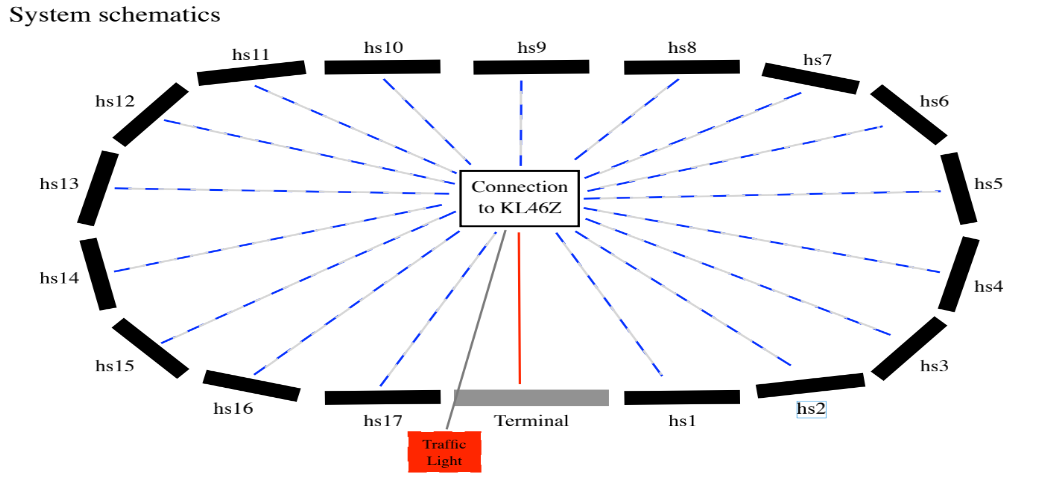 System schematics
hs11
hs10
hs9
hs8
hs7
hs12
hs6
hs13
Connection
to KL46Z
hs5
hs14
hs4
hs15
hs3
hs16
hs17
Terminal
hs1
hs2
Traffic
Light